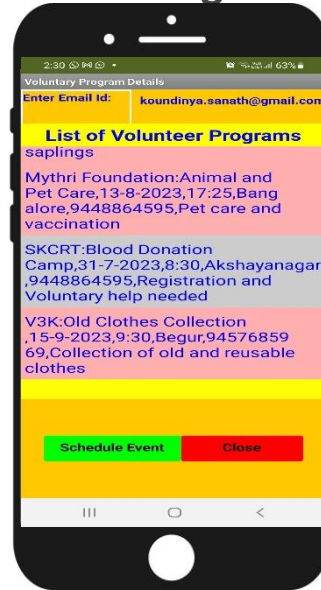 2:30
63%
Voluntary Program Details
Enter Email Id:
koundinya.sanath@gmail.com
List of Volunteer Programs
saplings
Mythri Foundation:Animal and
Pet Care,13-8-2023,17:25,Bang
alore,9448864595,Pet care and
vaccination
SKCRT:Blood Donation
Camp,31-7-2023,8:30,Akshayanagar
,9448864595,Registration and
Voluntary help needed
V3K:Old Clothes Collection
,15-9-2023,9:30,Begur,94576859
69,Collection of old and reusable
clothes
Schedule Event
Close